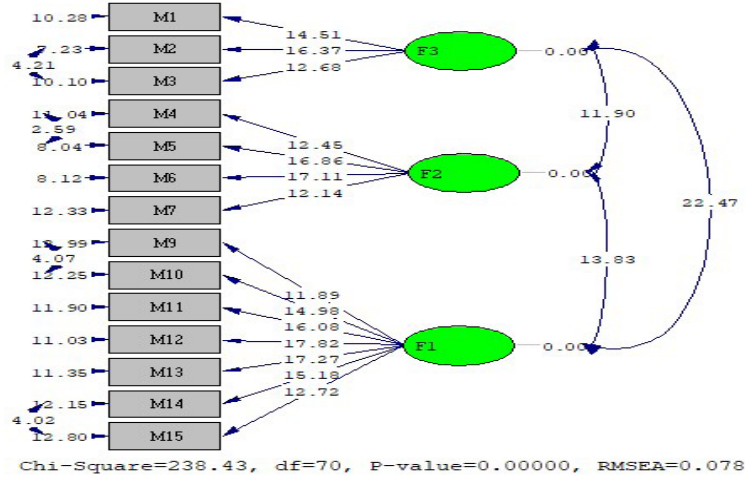 10.28 M1
14.51
7.23 M2
16.37 F3 0.00
4.21
12.68
10.10 M3
11.04 M4
11.90
2.59
12.45
8.04 M5
16.86
8.12 M6
17.11 F2 0.00
12.14
12.33 M7
22.47
M9
4.07
13.83
12.25 M10
11.89
14.98
11.90 M11
16.08
11.03 M12
17.82 F1 0.00
17.27
11.35 M13
15.18
12.72
12.15 M14
4.02
12.80 M15
Chi-Square=238.43, df=70, P-value=0.00000, RMSEA=0.078